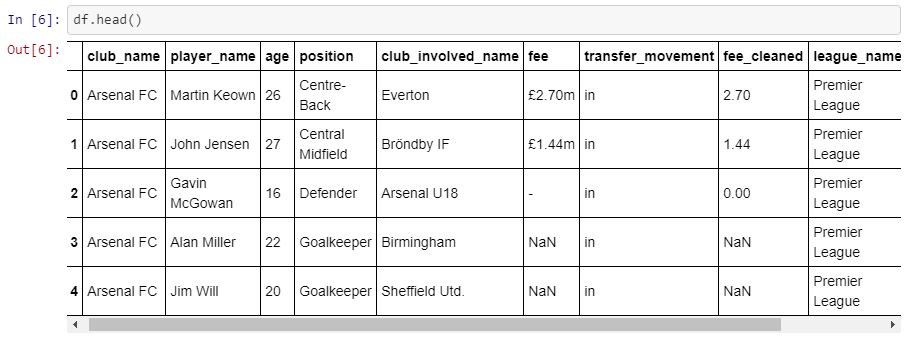 In [6]: df.head()
Out[6]:
club_name player_name age position club_involved_name fee transfer_movement fee_cleaned league_name
0 Arsenal FC Martin Keown 26 Centre-Back Everton £2.70m in 2.70 Premier League
1 Arsenal FC John Jensen 27 Central Midfield Bröndby IF £1.44m in 1.44 Premier League
2 Arsenal FC Gavin McGowan 16 Defender Arsenal U18 - in 0.00 Premier League
3 Arsenal FC Alan Miller 22 Goalkeeper Birmingham NaN in NaN Premier League
4 Arsenal FC Jim Will 20 Goalkeeper Sheffield Utd. NaN in NaN Premier League